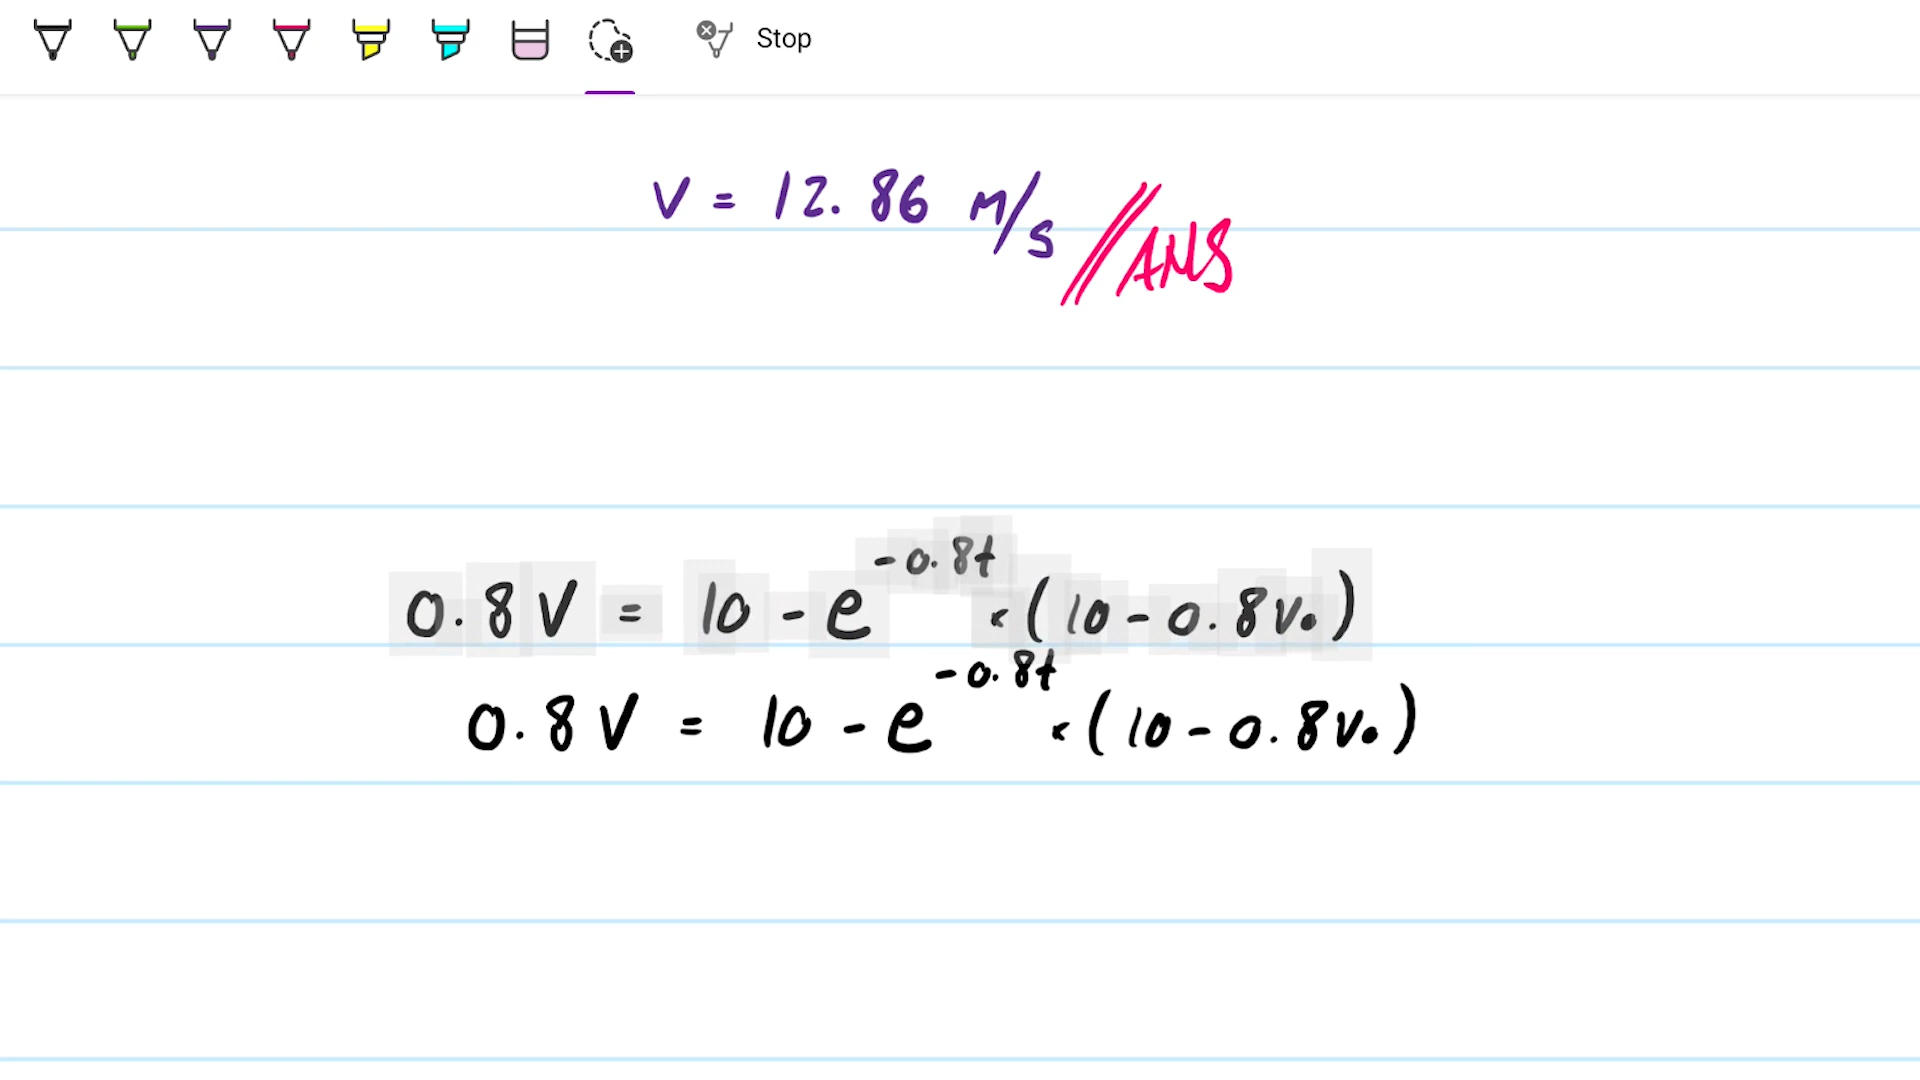 Stop
V = 12.86 m/s //ANS
0.8V = 10 - e^-0.8t × (10 - 0.8V₀)
0.8V = 10 - e^-0.8t × (10 - 0.8V₀)